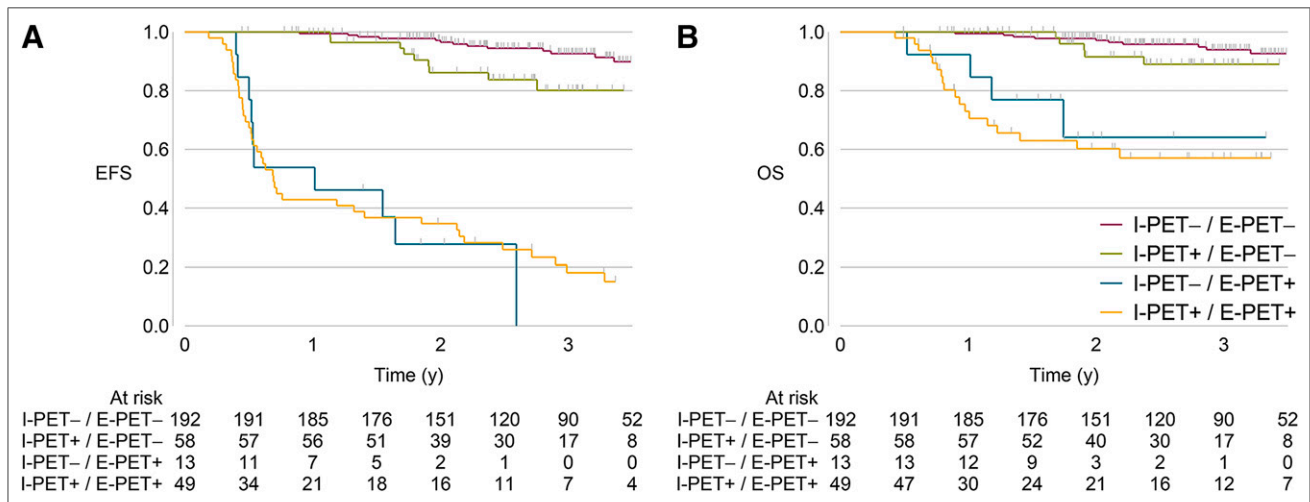 A
1.0
0.8
0.6
EFS
0.4
0.2
0.0
0 1 2 3
Time (y)
At risk
I-PET– / E-PET– 192 191 185 176 151 120 90 52
I-PET+ / E-PET– 58 57 56 51 39 30 17 8
I-PET– / E-PET+ 13 11 7 5 2 1 0 0
I-PET+ / E-PET+ 49 34 21 18 16 11 7 4
B
1.0
0.8
0.6
OS
0.4
0.2
0.0
I-PET– / E-PET–
I-PET+ / E-PET–
I-PET– / E-PET+
I-PET+ / E-PET+
0 1 2 3
Time (y)
At risk
I-PET– / E-PET– 192 191 185 176 151 120 90 52
I-PET+ / E-PET– 58 58 57 52 40 30 17 8
I-PET– / E-PET+ 13 13 12 9 3 2 1 0
I-PET+ / E-PET+ 49 47 30 24 21 16 12 7